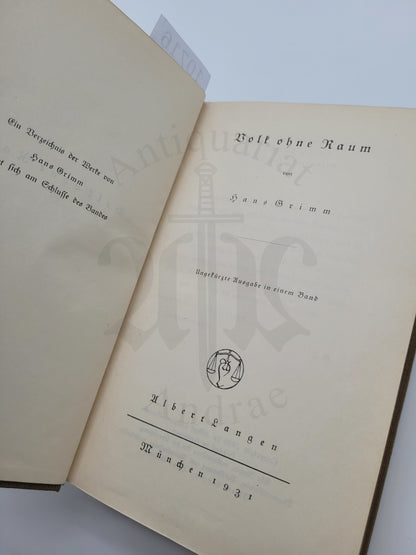 Ein Verzeichnis der Werke von
Hans Grimm
t sich am Schlusse des Bandes
Volk ohne Raum
von
Hans Grimm
Ungekürzte Ausgabe in einem Band
Albert Langen
München 1931
Antiquariat
Andrae